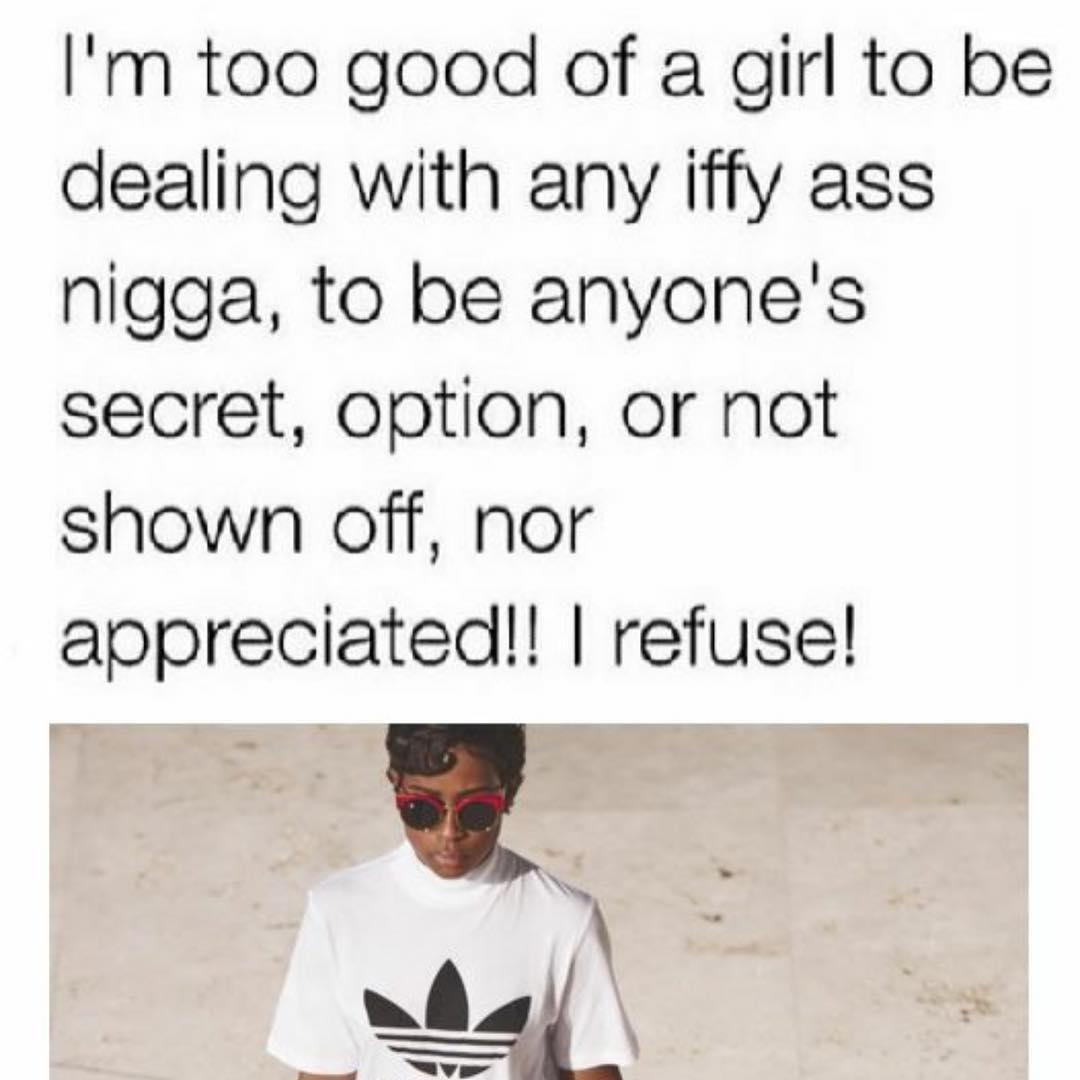 I'm too good of a girl to be
dealing with any iffy ass
nigga, to be anyone's
secret, option, or not
shown off, nor
appreciated!! I refuse!